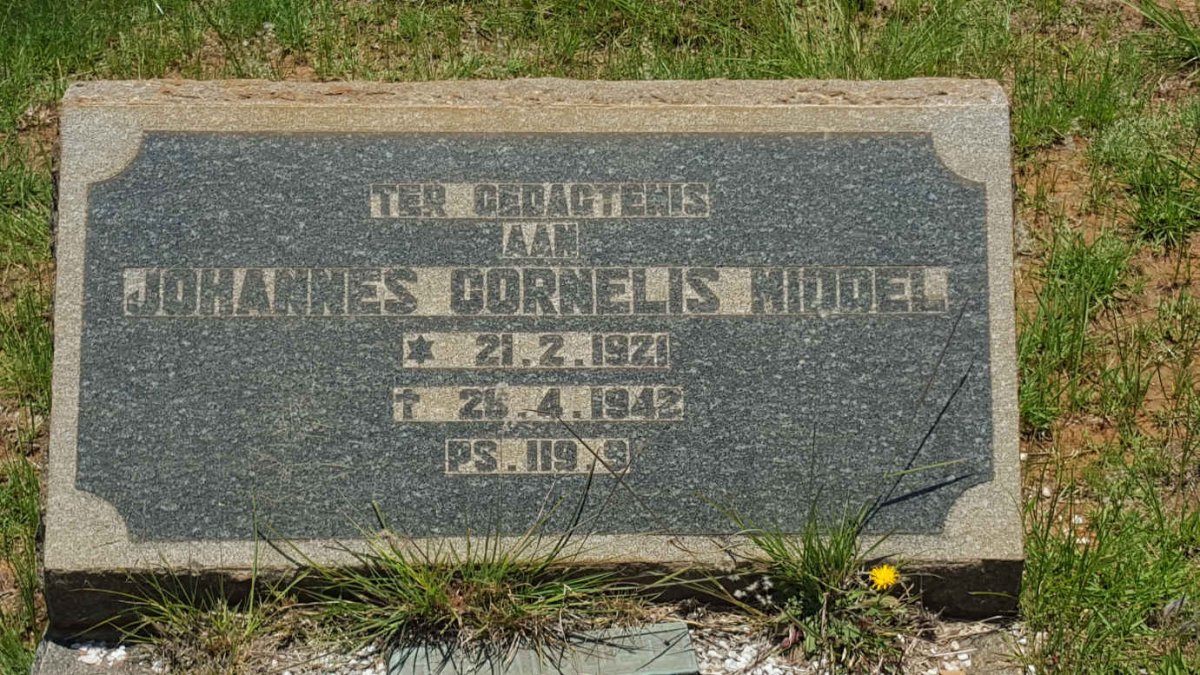 TER GEDAGTENIS
AAN
JOHANNES CORNELIS MIDDEL
✶ 21.2.1921
† 26.4.1942
PS.119.9